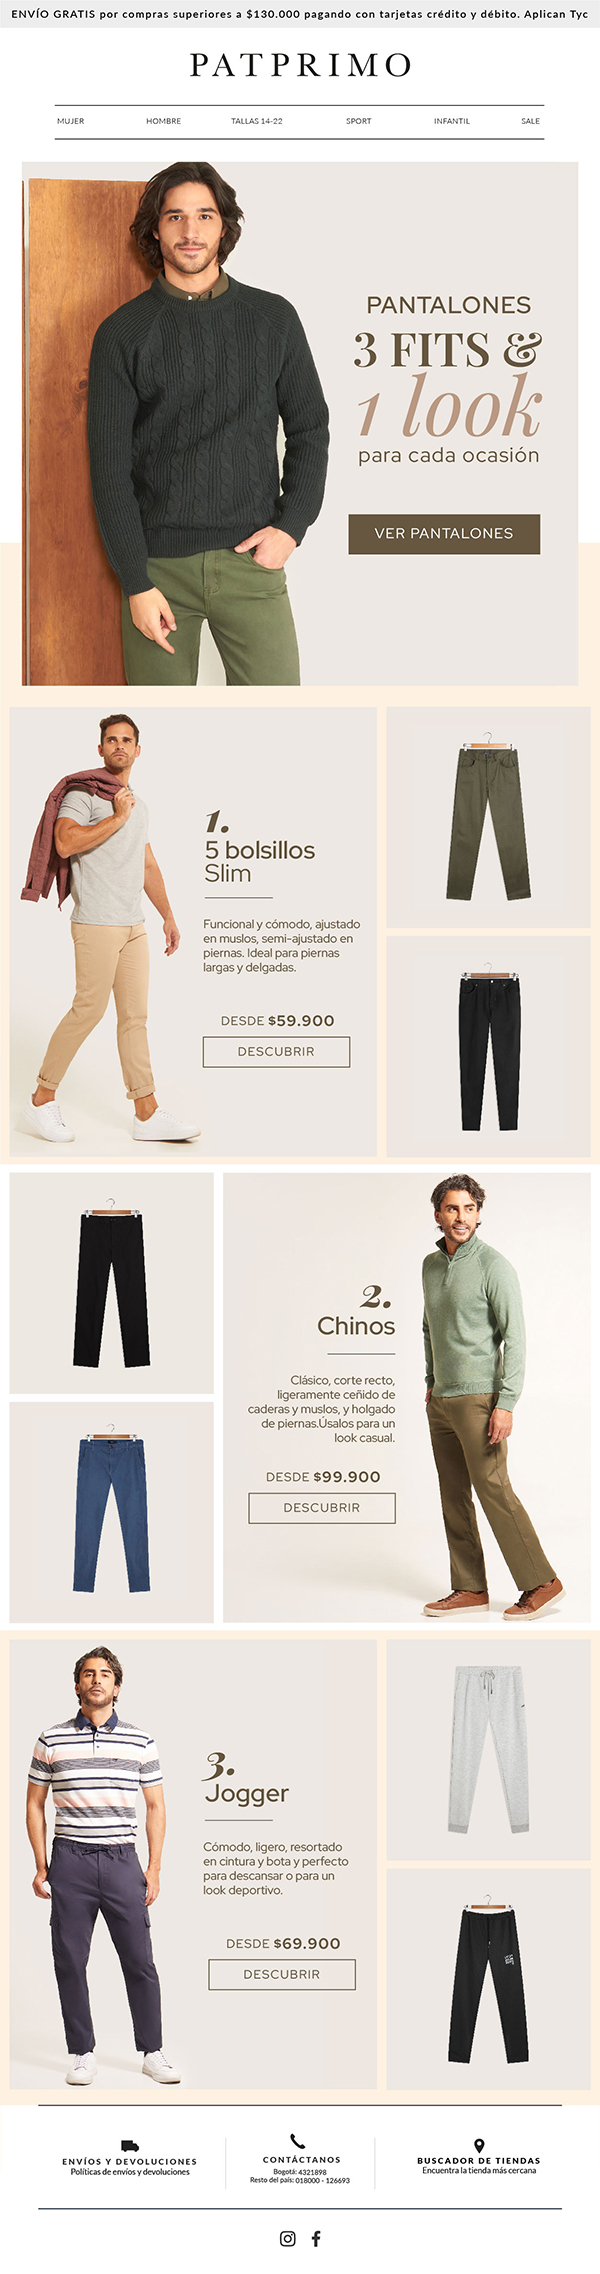 ENVÍO GRATIS por compras superiores a $130.000 pagando con tarjetas crédito y débito. Aplican Tyc
PATPRIMO
MUJER HOMBRE TALLAS 14-22 SPORT INFANTIL SALE
PANTALONES
3 FITS &
1 look
para cada ocasión
VER PANTALONES
1.
5 bolsillos
Slim
Funcional y cómodo, ajustado
en muslos, semi-ajustado en
piernas. Ideal para piernas
largas y delgadas.
DESDE $59.900
DESCUBRIR
2.
Chinos
Clásico, corte recto,
ligeramente ceñido de
caderas y muslos, y holgado
de piernas.Úsalos para un
look casual.
DESDE $99.900
DESCUBRIR
3.
Jogger
Cómodo, ligero, resortado
en cintura y bota y perfecto
para descansar o para un
look deportivo.
DESDE $69.900
DESCUBRIR
ENVÍOS Y DEVOLUCIONES
Políticas de envíos y devoluciones
CONTÁCTANOS
Bogotá: 4321898
Resto del país: 018000 - 126693
BUSCADOR DE TIENDAS
Encuentra la tienda más cercana